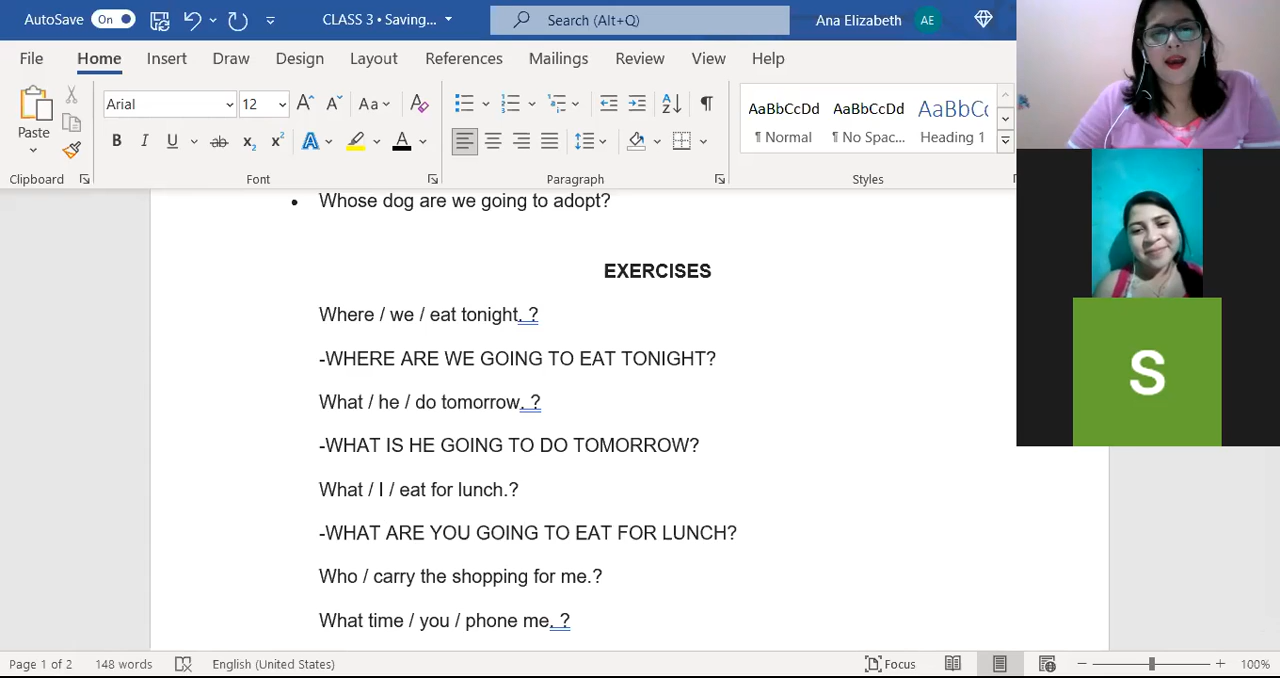 AutoSave On CLASS 3 • Saving... Search (Alt+Q) Ana Elizabeth AE
File Home Insert Draw Design Layout References Mailings Review View Help
Paste Arial 12 A A Aa A
B I U ab x2 x2 A A
AaBbCcDd AaBbCcDd AaBbCc
¶ Normal ¶ No Spac... Heading 1
Clipboard Font Paragraph Styles
• Whose dog are we going to adopt?
EXERCISES
Where / we / eat tonight. ?
-WHERE ARE WE GOING TO EAT TONIGHT?
What / he / do tomorrow. ?
-WHAT IS HE GOING TO DO TOMORROW?
What / I / eat for lunch.?
-WHAT ARE YOU GOING TO EAT FOR LUNCH?
Who / carry the shopping for me.?
What time / you / phone me. ?
S
Page 1 of 2 148 words English (United States) Focus 100%